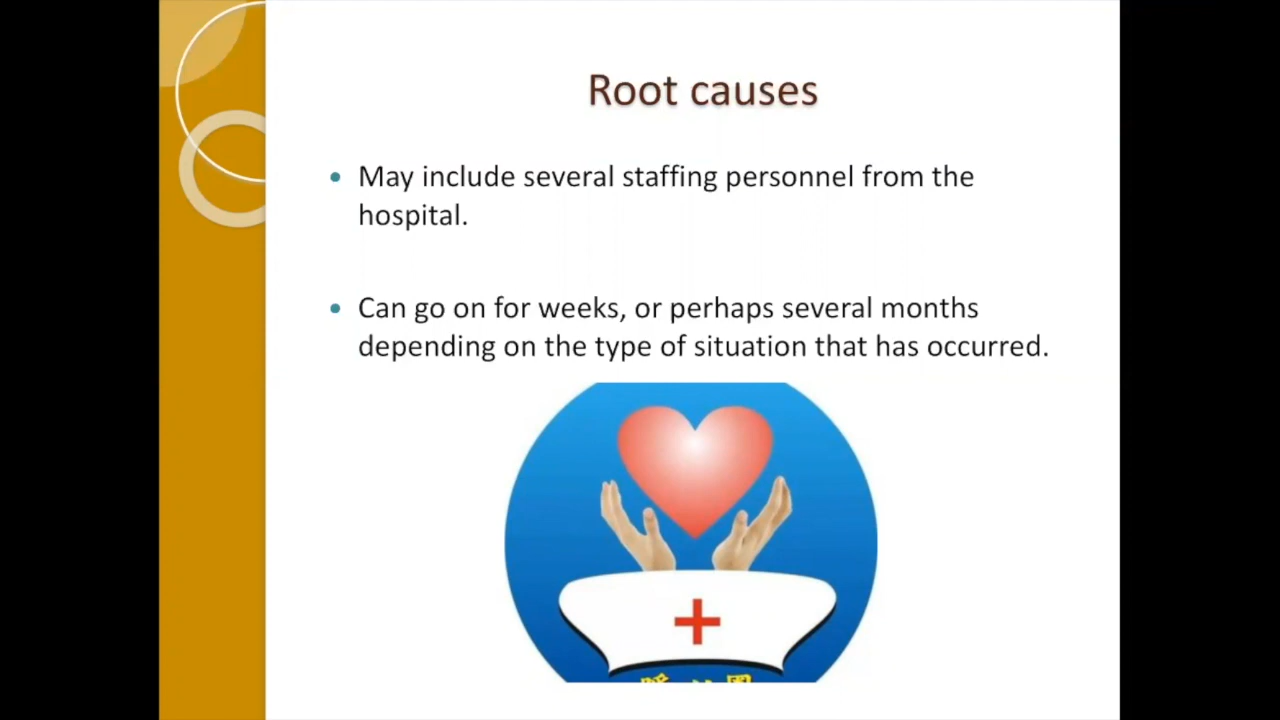 Root causes
• May include several staffing personnel from the
hospital.
• Can go on for weeks, or perhaps several months
depending on the type of situation that has occurred.